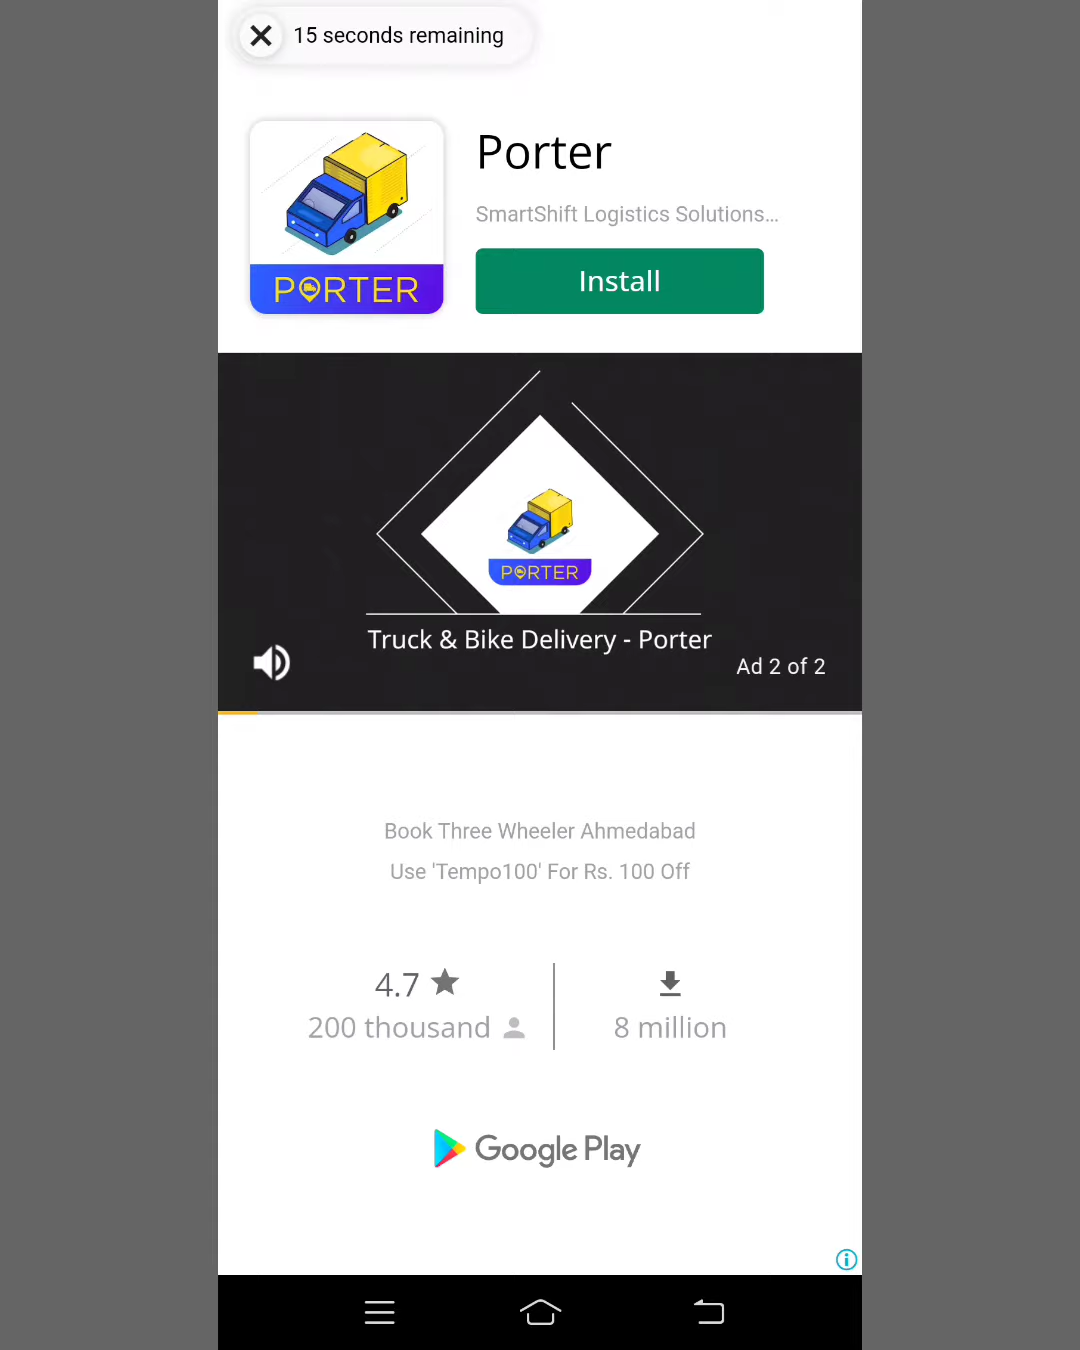 15 seconds remaining
Porter
SmartShift Logistics Solutions...
Install
PORTER
PORTER
Truck & Bike Delivery - Porter
Ad 2 of 2
Book Three Wheeler Ahmedabad
Use 'Tempo100' For Rs. 100 Off
4.7
200 thousand
8 million
Google Play